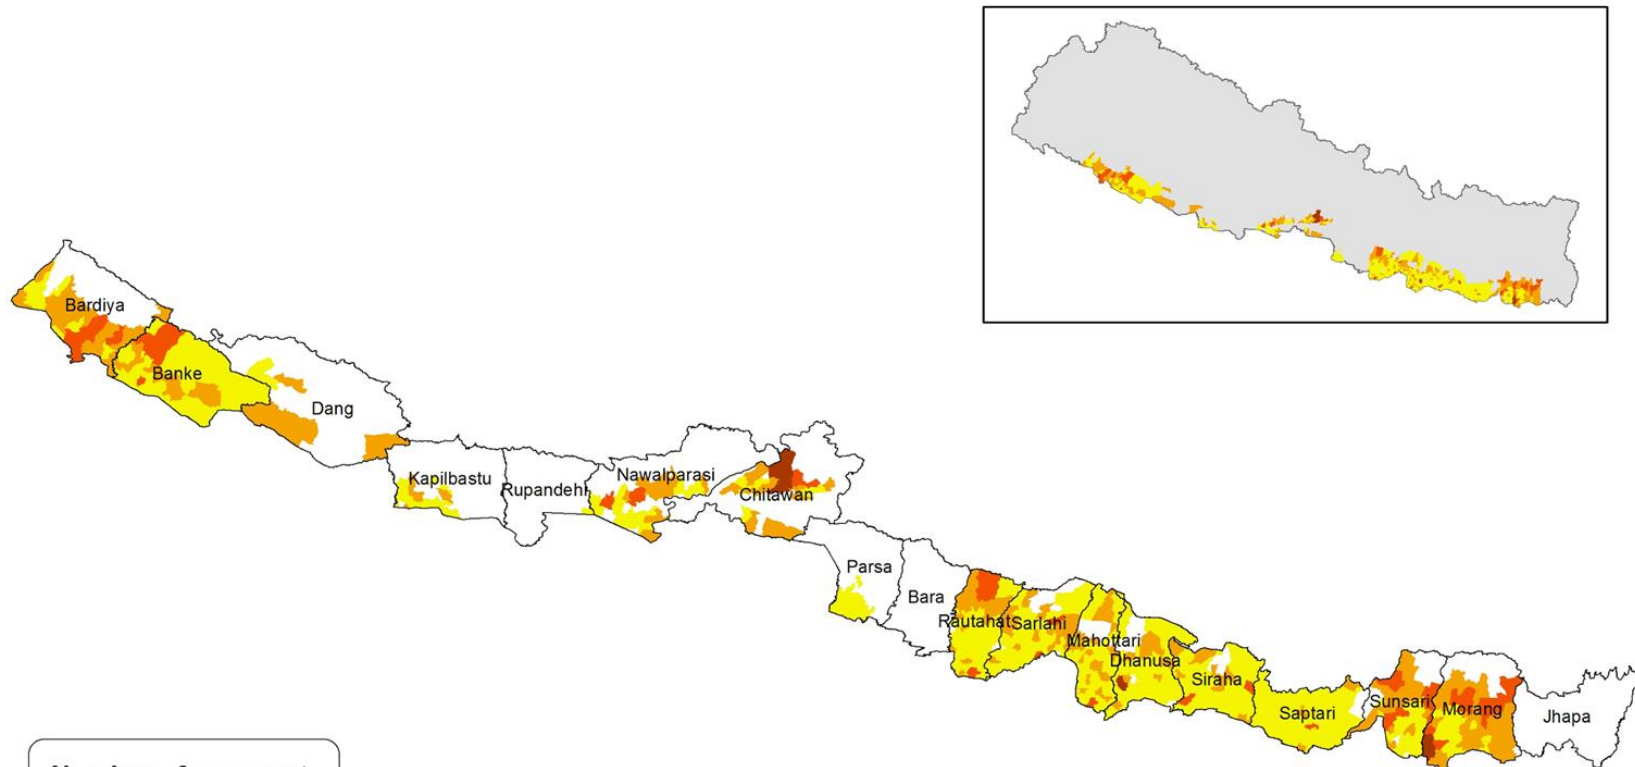 Bardiya
Banke
Dang
Kapilbastu
Rupandehi
Nawalparasi
Chitawan
Parsa
Bara
Rautahat
Sarlahi
Mahottari
Dhanusa
Siraha
Saptari
Sunsari
Morang
Jhapa